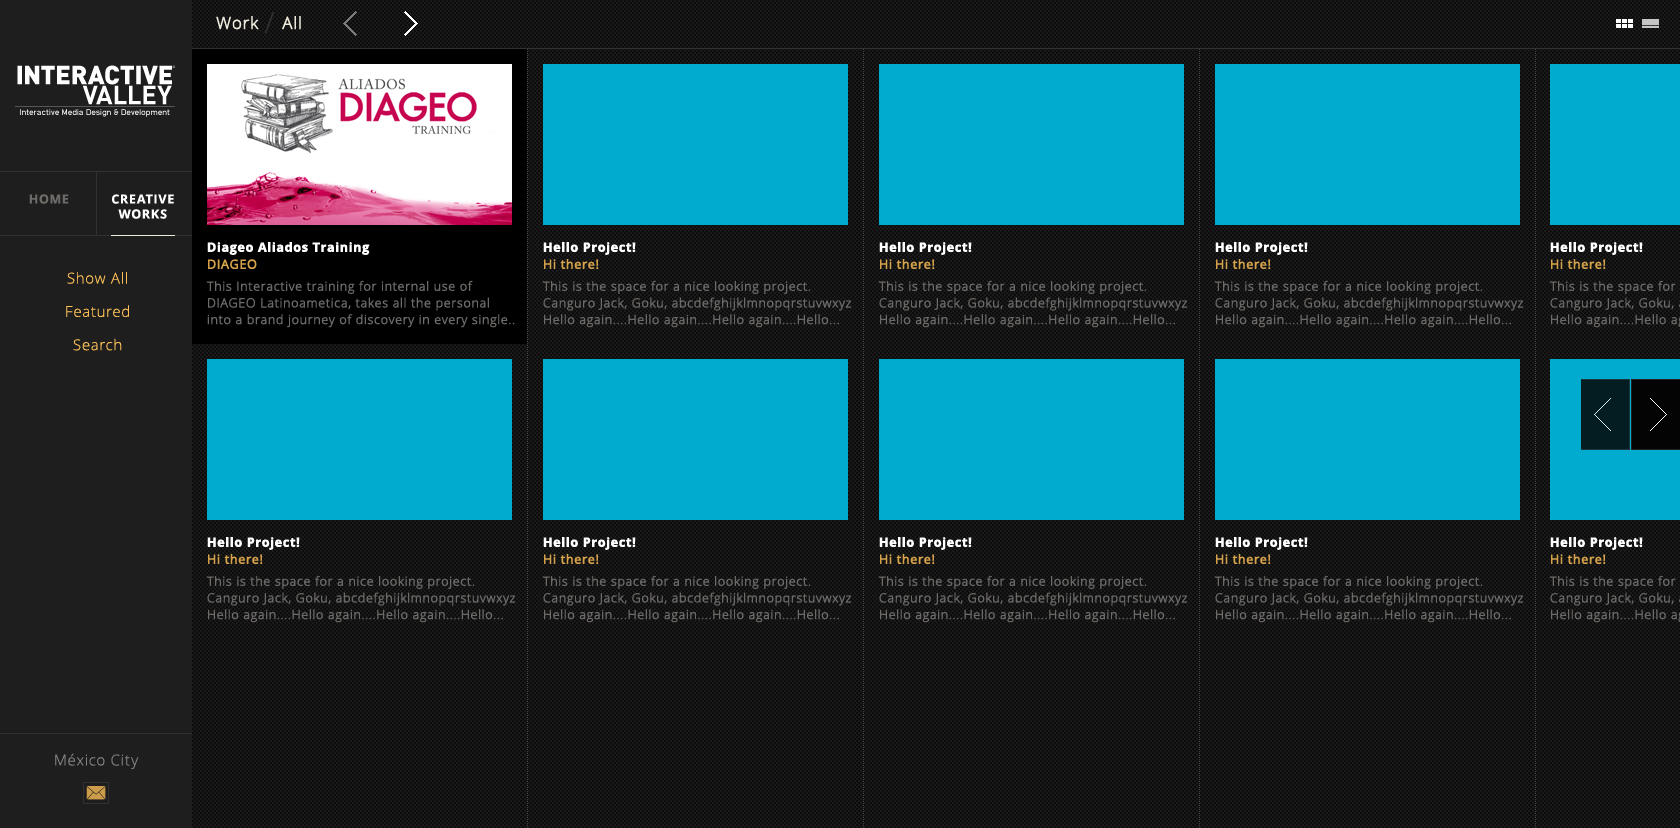 INTERACTIVE
VALLEY
Interactive Media Design & Development
HOME
CREATIVE
WORKS
Show All
Featured
Search
México City
Work / All
ALIADOS
DIAGEO
TRAINING
Diageo Aliados Training
DIAGEO
This Interactive training for internal use of
DIAGEO Latinoametica, takes all the personal
into a brand journey of discovery in every single..
Hello Project!
Hi there!
This is the space for a nice looking project.
Canguro Jack, Goku, abcdefghijklmnopqrstuvwxyz
Hello again....Hello again....Hello again....Hello...
Hello Project!
Hi there!
This is the space for a nice looking project.
Canguro Jack, Goku, abcdefghijklmnopqrstuvwxyz
Hello again....Hello again....Hello again....Hello...
Hello Project!
Hi there!
This is the space for a nice looking project.
Canguro Jack, Goku, abcdefghijklmnopqrstuvwxyz
Hello again....Hello again....Hello again....Hello...
Hello Project!
Hi there!
This is the space for
Canguro Jack, Goku,
Hello again....Hello
Hello Project!
Hi there!
This is the space for a nice looking project.
Canguro Jack, Goku, abcdefghijklmnopqrstuvwxyz
Hello again....Hello again....Hello again....Hello...
Hello Project!
Hi there!
This is the space for a nice looking project.
Canguro Jack, Goku, abcdefghijklmnopqrstuvwxyz
Hello again....Hello again....Hello again....Hello...
Hello Project!
Hi there!
This is the space for a nice looking project.
Canguro Jack, Goku, abcdefghijklmnopqrstuvwxyz
Hello again....Hello again....Hello again....Hello...
Hello Project!
Hi there!
This is the space for a nice looking project.
Canguro Jack, Goku, abcdefghijklmnopqrstuvwxyz
Hello again....Hello again....Hello again....Hello...
Hello Project!
Hi there!
This is the space for
Canguro Jack, Goku,
Hello again....Hello